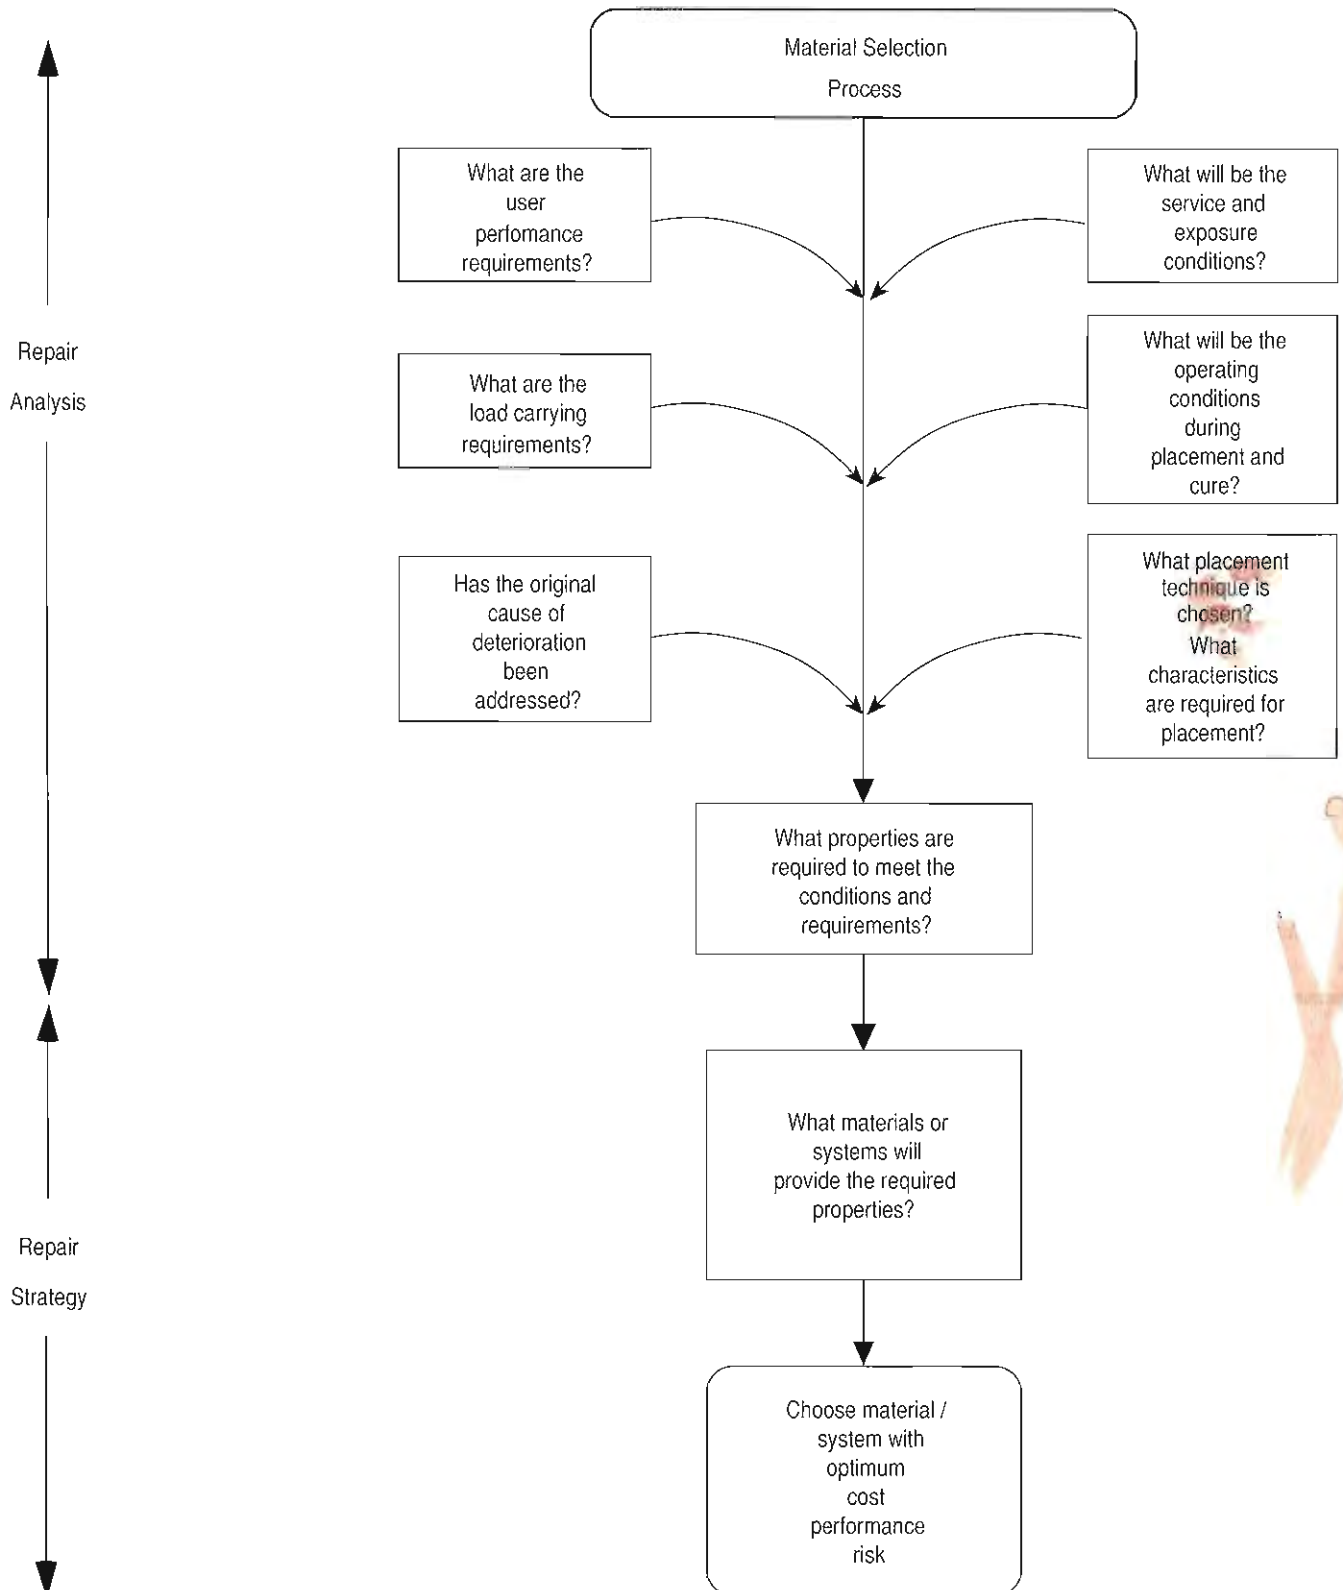 Material Selection
Process
What are the
user
perfomance
requirements?
What will be the
service and
exposure
conditions?
Repair
Analysis
What are the
load carrying
requirements?
What will be the
operating
conditions
during
placement and
cure?
Has the original
cause of
deterioration
been
addressed?
What placement
technique is
chosen?
What
characteristics
are required for
placement?
What properties are
required to meet the
conditions and
requirements?
What materials or
systems will
provide the required
properties?
Repair
Strategy
Choose material /
system with
optimum
cost
performance
risk